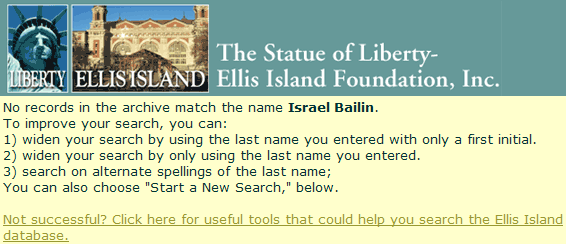 LIBERTY ELLIS ISLAND
The Statue of Liberty-
Ellis Island Foundation, Inc.
No records in the archive match the name Israel Bailin.
To improve your search, you can:
1) widen your search by using the last name you entered with only a first initial.
2) widen your search by only using the last name you entered.
3) search on alternate spellings of the last name;
You can also choose "Start a New Search," below.
Not successful? Click here for useful tools that could help you search the Ellis Island
database.